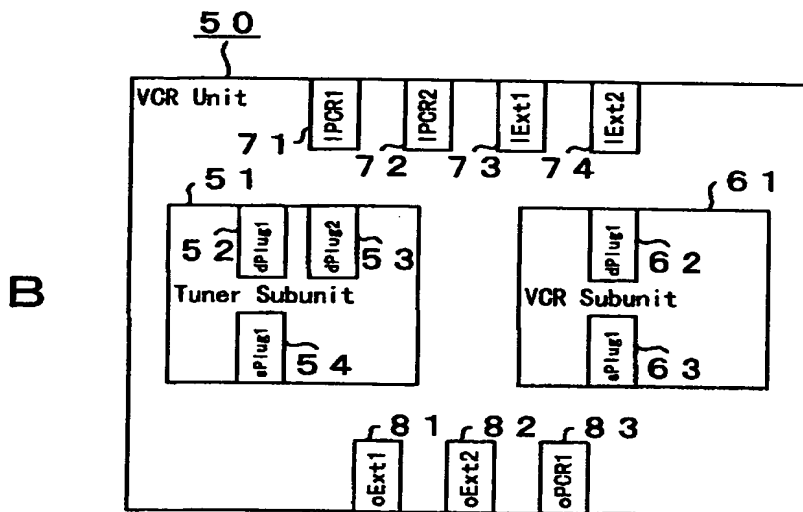 50
VCR Unit
IPCR1
IPCR2
IExt1
IExt2
71
72
73
74
51
61
52
dPlug1
dPlug2
53
dPlug1
62
B
Tuner Subunit
VCR Subunit
sPlug1
54
sPlug1
63
81
82
83
oExt1
oExt2
oPCR1